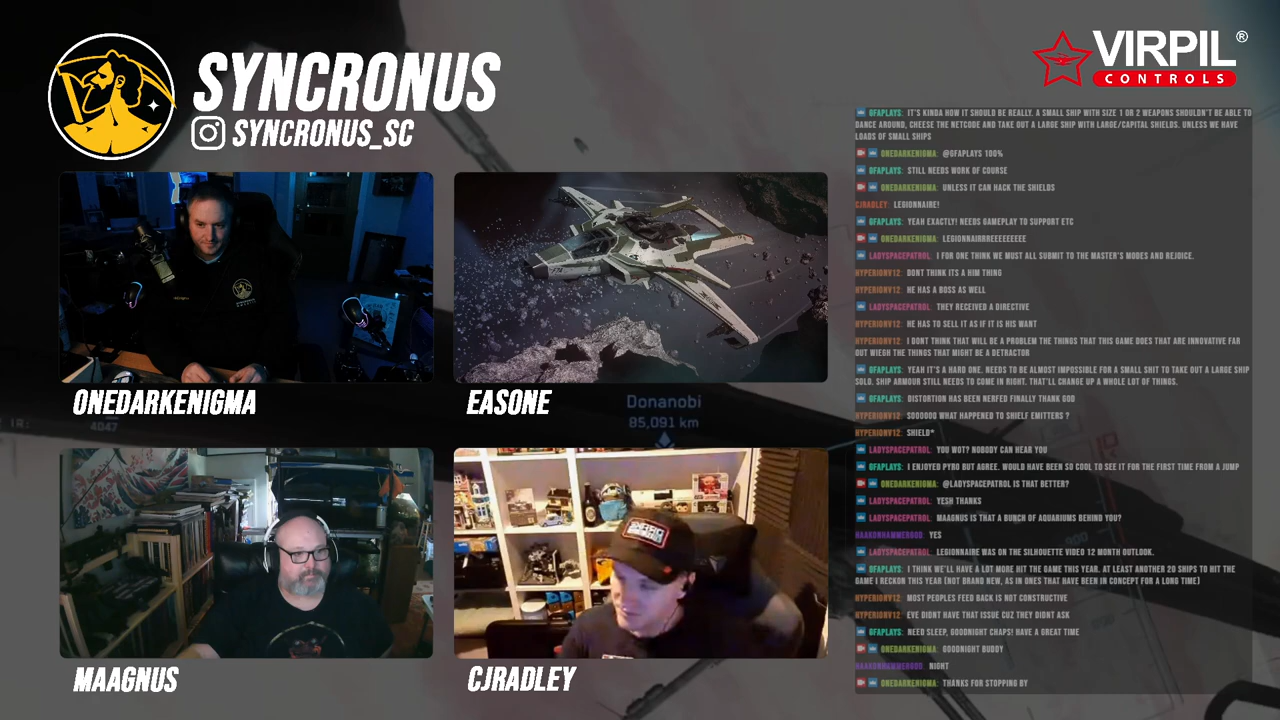 SYNCRONUS
SYNCRONUS_SC
VIRPIL®
CONTROLS
ONEDARKENIGMA
EASONE
Donanobi
85,091 km
4047
MAAGNUS
CJRADLEY
GFAPLAYS: IT'S KINDA HOW IT SHOULD BE REALLY. A SMALL SHIP WITH SIZE 1 OR 2 WEAPONS SHOULDN'T BE ABLE TO
DANCE AROUND, CHEESE THE NETCODE AND TAKE OUT A LARGE SHIP WITH LARGE/CAPITAL SHIELDS. UNLESS WE HAVE
LOADS OF SMALL SHIPS
ONEDARKENIGMA: @GFAPLAYS 100%
GFAPLAYS: STILL NEEDS WORK OF COURSE
ONEDARKENIGMA: UNLESS IT CAN HACK THE SHIELDS
CJRADLEY: LEGIONNAIRE!
GFAPLAYS: YEAH EXACTLY! NEEDS GAMEPLAY TO SUPPORT ETC
ONEDARKENIGMA: LEGIONNAIRRREEEEEEEEE
LADYSPACEPATROL: I FOR ONE THINK WE MUST ALL SUBMIT TO THE MASTER'S MODES AND REJOICE.
HYPERIONV12: DONT THINK ITS A HIM THING
HYPERIONV12: HE HAS A BOSS AS WELL
LADYSPACEPATROL: THEY RECEIVED A DIRECTIVE
HYPERIONV12: HE HAS TO SELL IT AS IF IT IS HIS WANT
HYPERIONV12: I DONT THINK THAT WILL BE A PROBLEM THE THINGS THAT THIS GAME DOES THAT ARE INNOVATIVE FAR
OUT WIEGH THE THINGS THAT MIGHT BE A DETRACTOR
GFAPLAYS: YEAH IT'S A HARD ONE. NEEDS TO BE ALMOST IMPOSSIBLE FOR A SMALL SHIT TO TAKE OUT A LARGE SHIP
SOLO. SHIP ARMOUR STILL NEEDS TO COME IN RIGHT. THAT'LL CHANGE UP A WHOLE LOT OF THINGS.
GFAPLAYS: DISTORTION HAS BEEN NERFED FINALLY THANK GOD
HYPERIONV12: SOOOOOO WHAT HAPPENED TO SHIELF EMITTERS ?
HYPERIONV12: SHIELD*
LADYSPACEPATROL: YOU WOT? NOBODY CAN HEAR YOU
GFAPLAYS: I ENJOYED PYRO BUT AGREE. WOULD HAVE BEEN SO COOL TO SEE IT FOR THE FIRST TIME FROM A JUMP
ONEDARKENIGMA: @LADYSPACEPATROL IS THAT BETTER?
LADYSPACEPATROL: YESH THANKS
LADYSPACEPATROL: MAAGNUS IS THAT A BUNCH OF AQUARIUMS BEHIND YOU?
HAAKONHAMMERGOD: YES
LADYSPACEPATROL: LEGIONNAIRE WAS ON THE SILHOUETTE VIDEO 12 MONTH OUTLOOK.
GFAPLAYS: I THINK WE'LL HAVE A LOT MORE HIT THE GAME THIS YEAR. AT LEAST ANOTHER 20 SHIPS TO HIT THE
GAME I RECKON THIS YEAR (NOT BRAND NEW, AS IN ONES THAT HAVE BEEN IN CONCEPT FOR A LONG TIME)
HYPERIONV12: MOST PEOPLES FEED BACK IS NOT CONSTRUCTIVE
HYPERIONV12: EVE DIDNT HAVE THAT ISSUE CUZ THEY DIDNT ASK
GFAPLAYS: NEED SLEEP, GOODNIGHT CHAPS! HAVE A GREAT TIME
ONEDARKENIGMA: GOODNIGHT BUDDY
HAAKONHAMMERGOD: NIGHT
ONEDARKENIGMA: THANKS FOR STOPPING BY